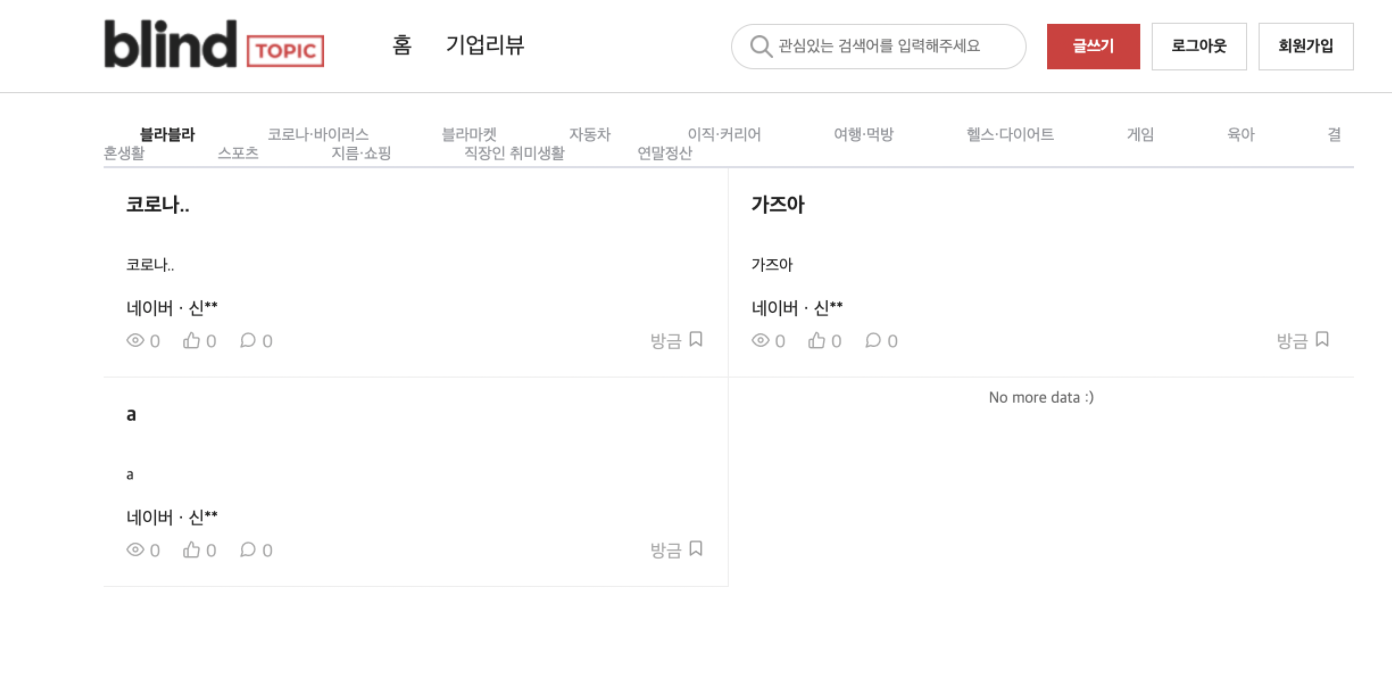 blind TOPIC
홈 기업리뷰
관심있는 검색어를 입력해주세요
글쓰기 로그아웃 회원가입
블라블라 코로나·바이러스 블라마켓 자동차 이직·커리어 여행·먹방 헬스·다이어트 게임 육아 결
혼생활 스포츠 지름·쇼핑 직장인 취미생활 연말정산
코로나..
코로나..
네이버 · 신**
0 0 0 방금
가즈아
가즈아
네이버 · 신**
0 0 0 방금
a
a
네이버 · 신**
0 0 0 방금
No more data :)